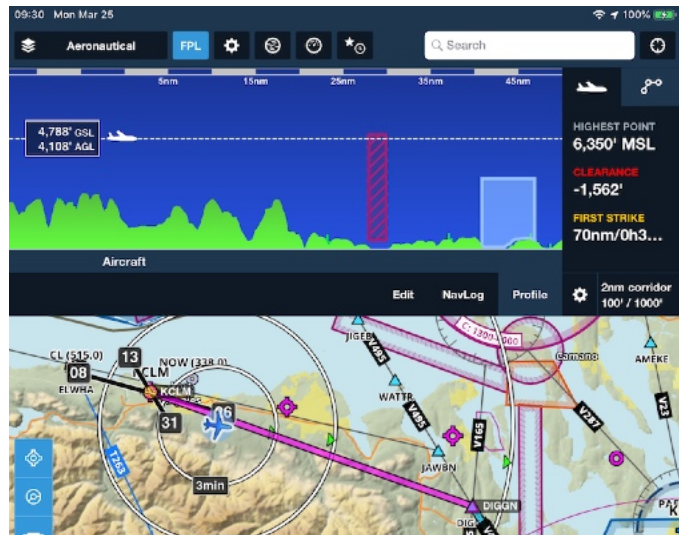 09:30 Mon Mar 25
100%
Aeronautical
FPL
Search
5nm 15nm 25nm 35nm 45nm
4,788' GSL
4,108' AGL
HIGHEST POINT
6,350' MSL
CLEARANCE
-1,562'
FIRST STRIKE
70nm/0h3...
Aircraft
Edit NavLog Profile
2nm corridor
100' / 1000'
CL (515.0)
13
NOW (338.0)
08
CLM
ELWHA
KCLM
31
06
3min
T263
JIGEB
V495
WATTR
V495
V165
JAWBN
DIGGN
Camano
AMEKE
V287
V23